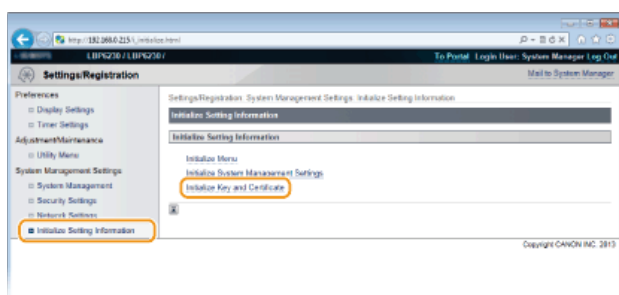 http://192.168.0.215/i_initialize.html
LBP6230 / LBP6230 /
To Portal Login User: System Manager Log Out
Settings/Registration
Mail to System Manager
Preferences
Display Settings
Timer Settings
Adjustment/Maintenance
Utility Menu
System Management Settings
System Management
Security Settings
Network Settings
Initialize Setting Information
Settings/Registration: System Management Settings: Initialize Setting Information
Initialize Setting Information
Initialize Setting Information
Initialize Menu
Initialize System Management Settings
Initialize Key and Certificate
Copyright CANON INC. 2013